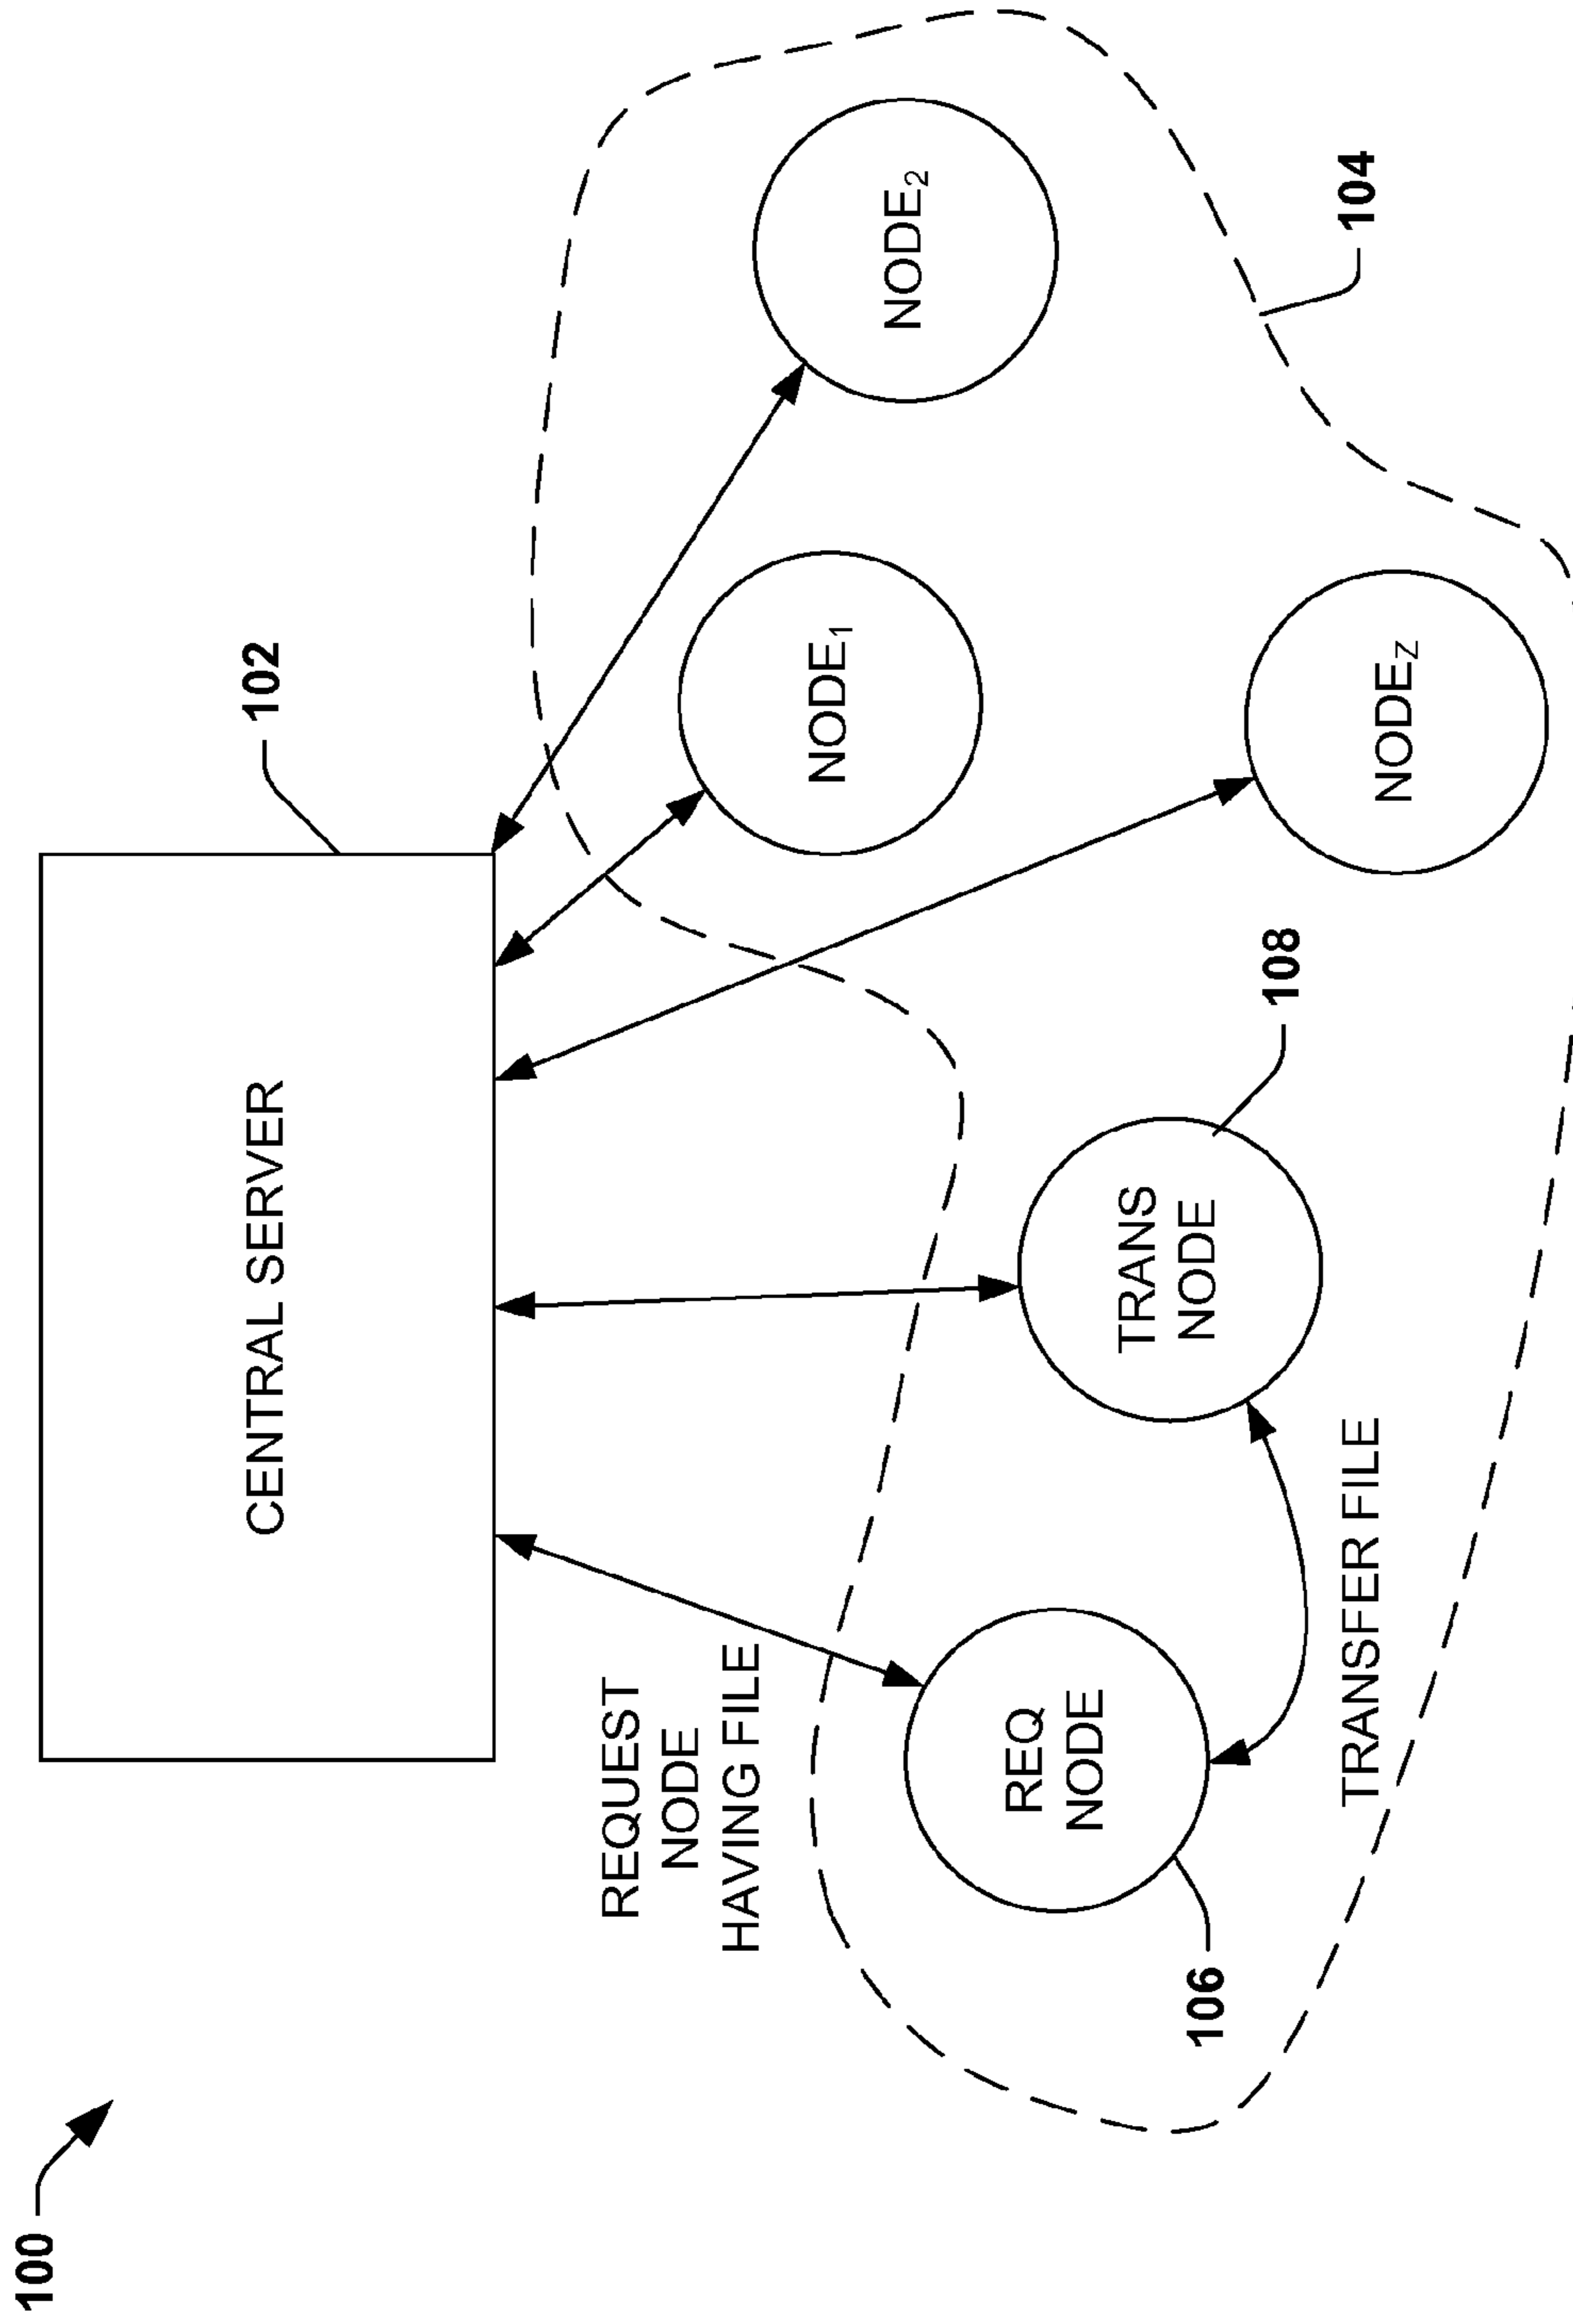 100
102
CENTRAL SERVER
REQUEST
NODE
HAVING FILE
NODE1
NODE2
REQ
NODE
TRANS
NODE
108
106
TRANSFER FILE
NODEZ
104